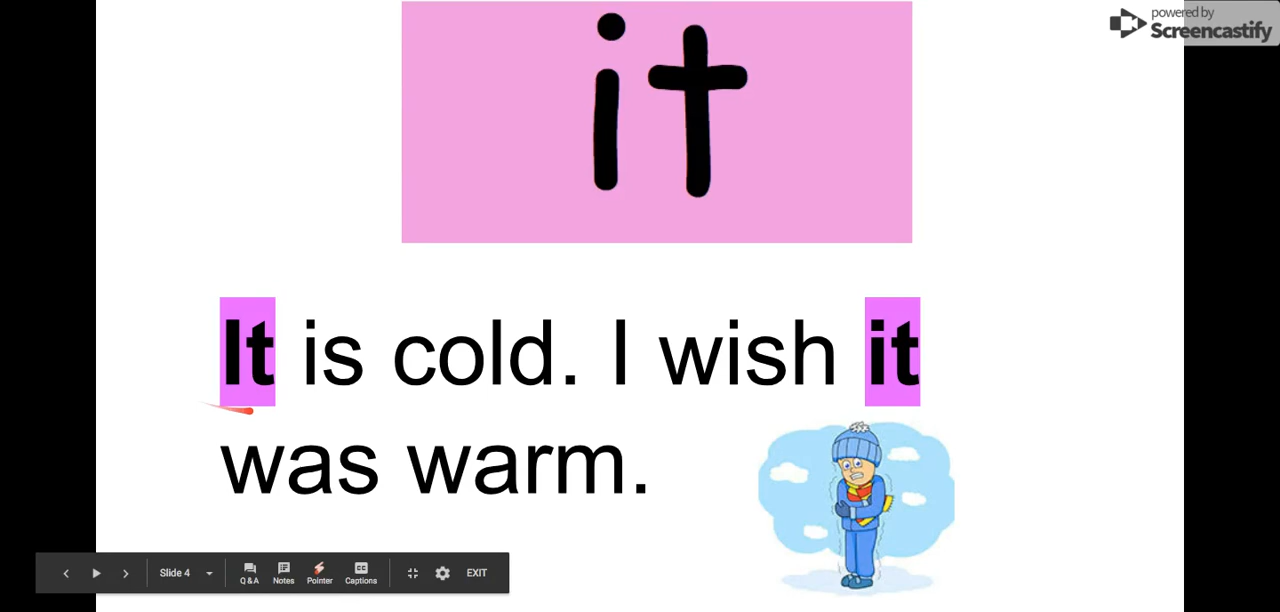 powered by
Screencastify
it
It is cold. I wish it
was warm.
Slide 4
Q&A Notes Pointer Captions EXIT